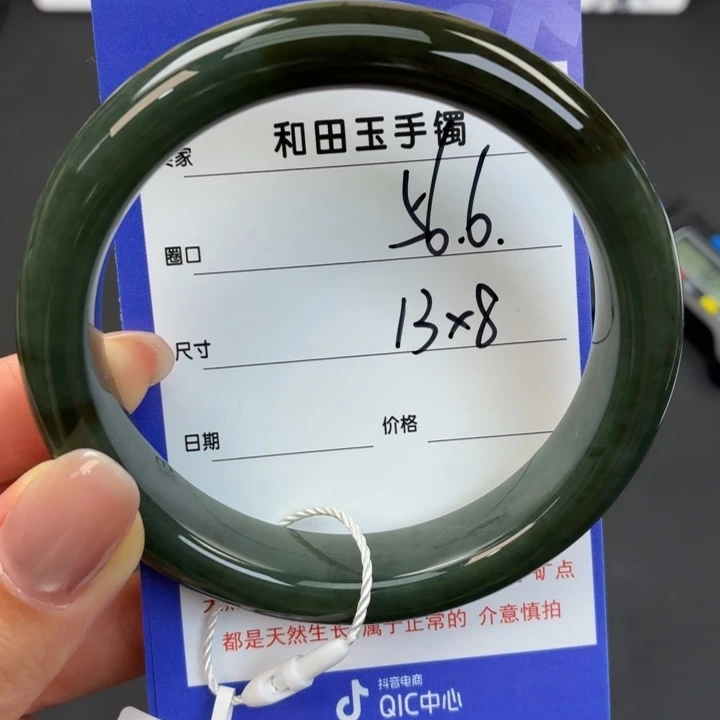 和田玉手镯
家
圈口 56.6.
尺寸 13×8
日期 价格
矿点
都是天然生长 属于正常的 介意慎拍
抖音电商
QIC中心